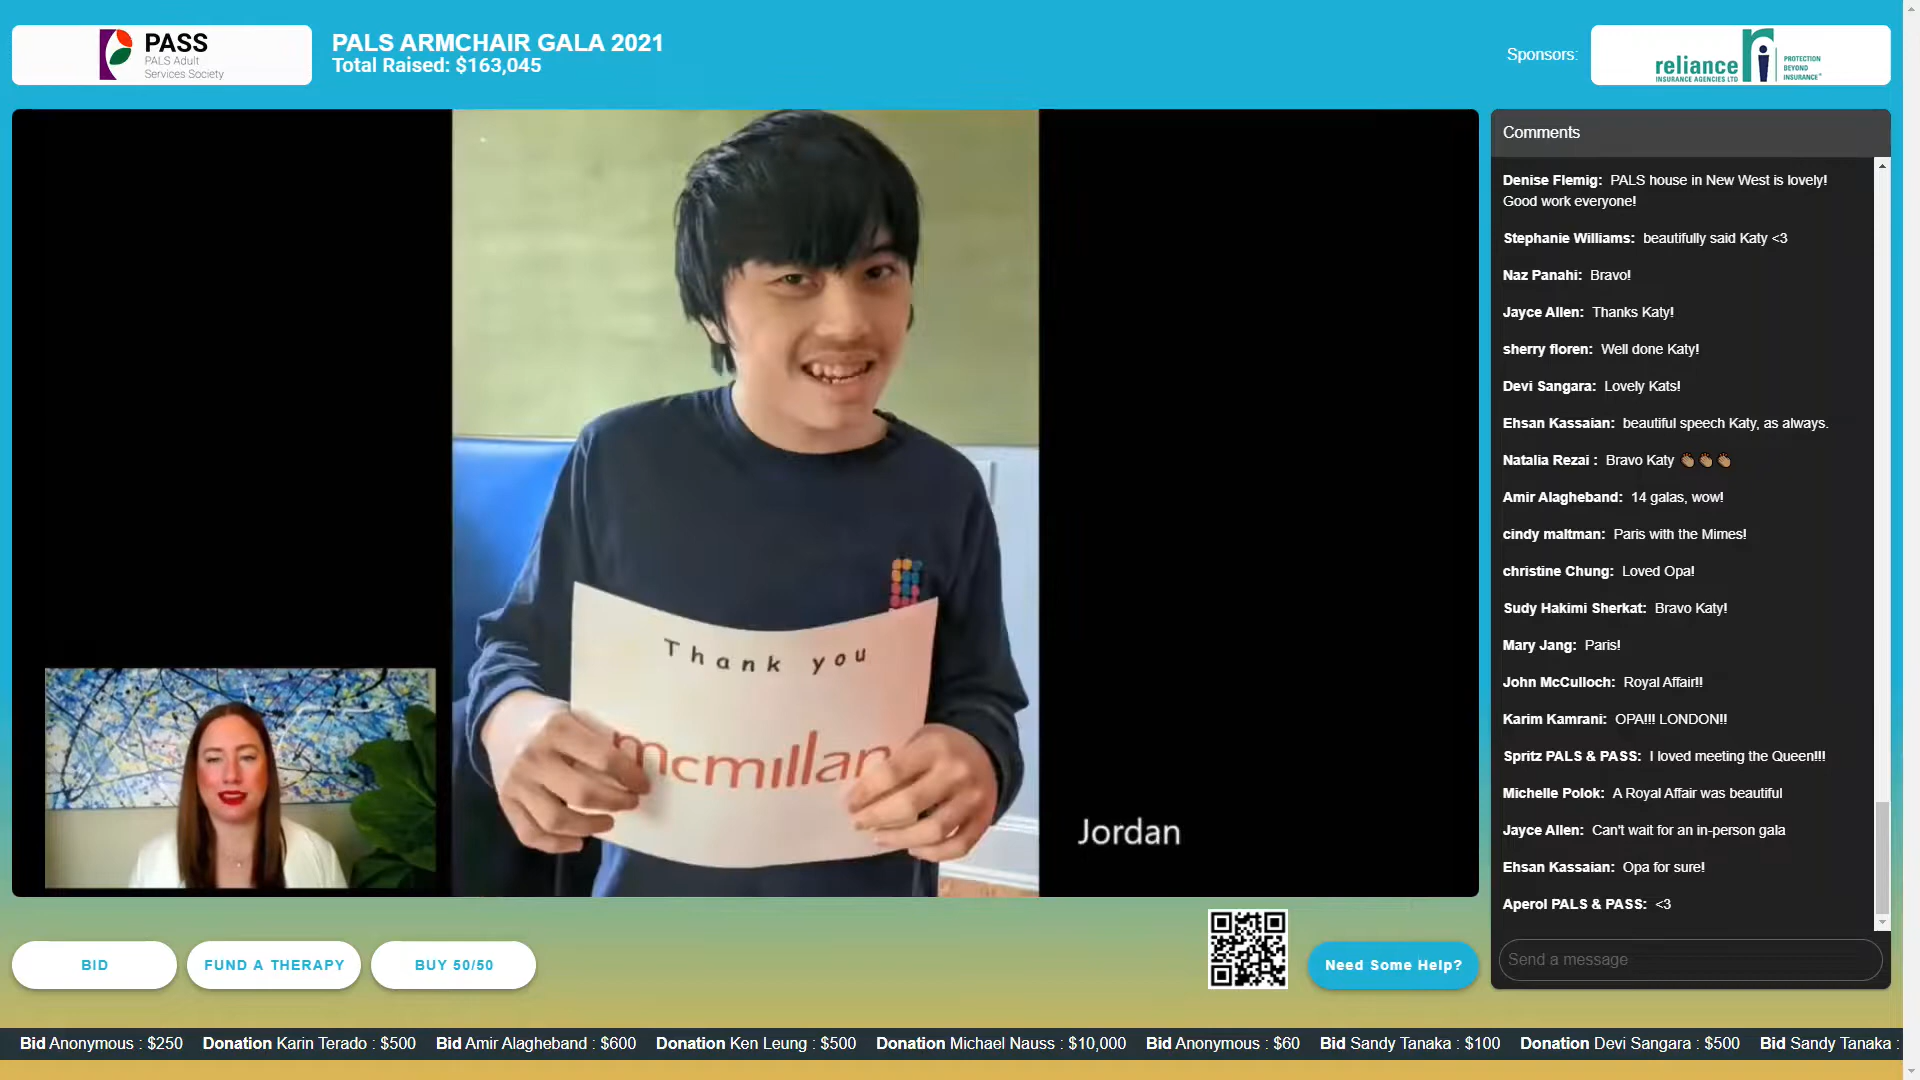 PASS
PALS Adult
Services Society
PALS ARMCHAIR GALA 2021
Total Raised: $163,045
Sponsors:
reliance
INSURANCE AGENCIES LTD
PROTECTION
BEYOND
INSURANCE
Thank you
mcmillan
Jordan
Comments
Denise Flemig: PALS house in New West is lovely!
Good work everyone!
Stephanie Williams: beautifully said Katy <3
Naz Panahi: Bravo!
Jayce Allen: Thanks Katy!
sherry floren: Well done Katy!
Devi Sangara: Lovely Kats!
Ehsan Kassaian: beautiful speech Katy, as always.
Natalia Rezai : Bravo Katy 👏🏽👏🏽👏🏽
Amir Alagheband: 14 galas, wow!
cindy maltman: Paris with the Mimes!
christine Chung: Loved Opa!
Sudy Hakimi Sherkat: Bravo Katy!
Mary Jang: Paris!
John McCulloch: Royal Affair!!
Karim Kamrani: OPA!!! LONDON!!
Spritz PALS & PASS: I loved meeting the Queen!!!
Michelle Polok: A Royal Affair was beautiful
Jayce Allen: Can't wait for an in-person gala
Ehsan Kassaian: Opa for sure!
Aperol PALS & PASS: <3
Send a message
BID
FUND A THERAPY
BUY 50/50
Need Some Help?
Bid Anonymous : $250 Donation Karin Terado : $500 Bid Amir Alagheband : $600 Donation Ken Leung : $500 Donation Michael Nauss : $10,000 Bid Anonymous : $60 Bid Sandy Tanaka : $100 Donation Devi Sangara : $500 Bid Sandy Tanaka :